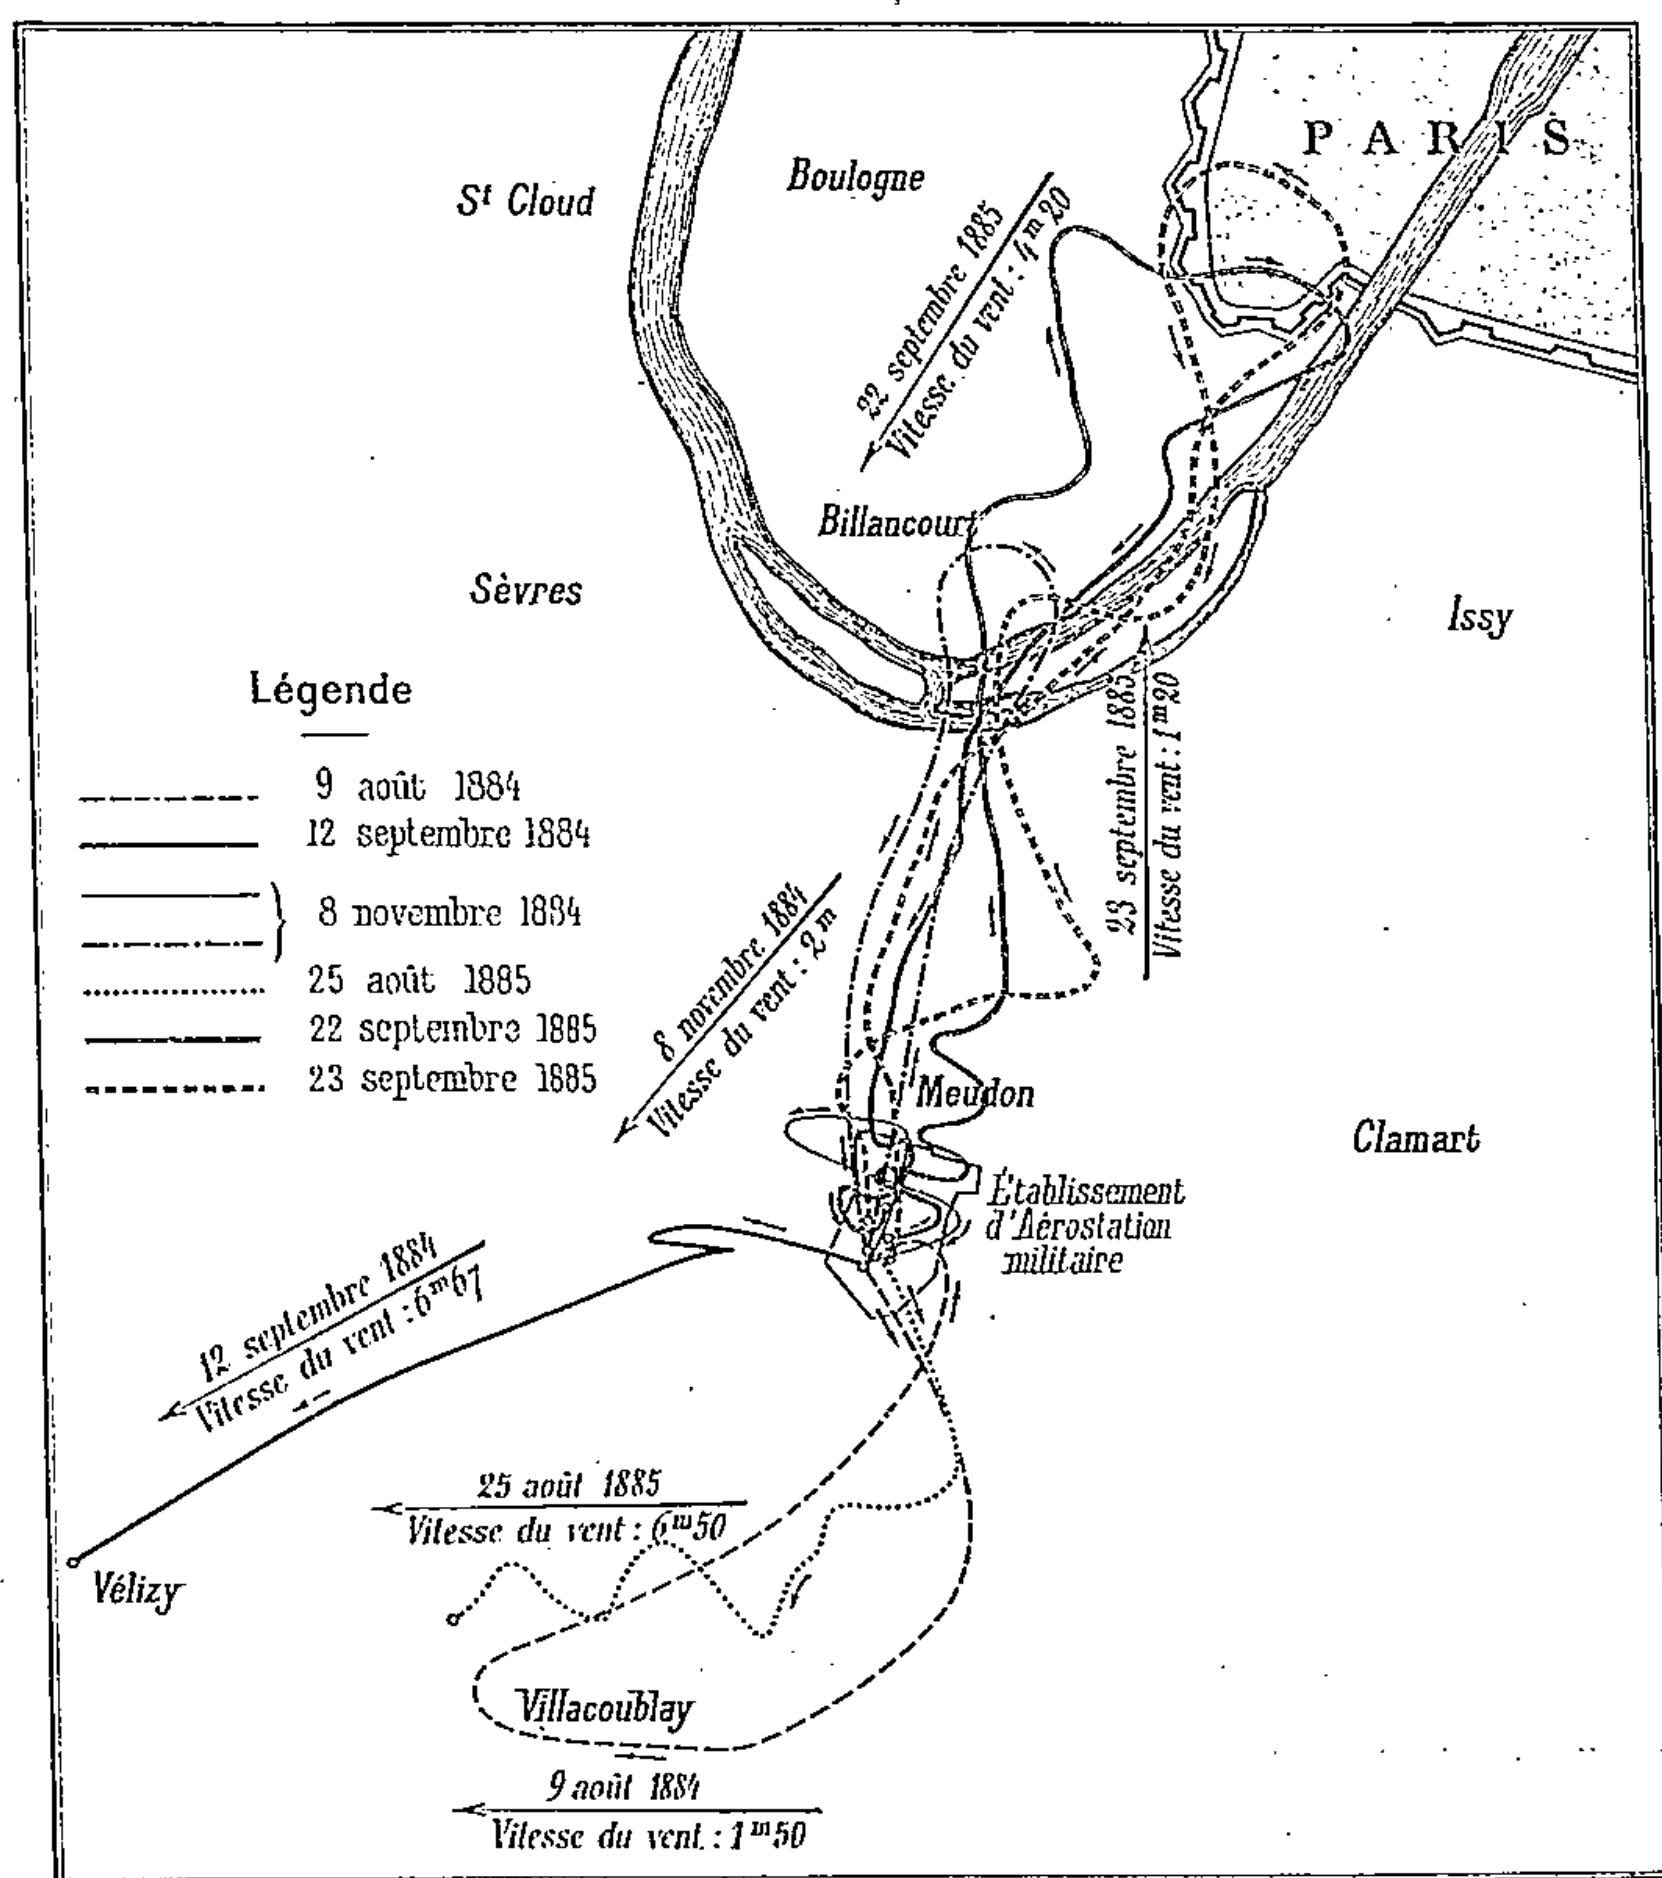 PARIS
St Cloud
Boulogne
22 septembre 1885
Vitesse du vent : 4m20
Billancourt
Sèvres
Issy
Légende
9 août 1884
12 septembre 1884
8 novembre 1884
25 août 1885
22 septembre 1885
23 septembre 1885
23 septembre 1885
Vitesse du vent : 1m20
8 novembre 1884
Vitesse du vent : 2m
Meudon
Clamart
Établissement
d'Aérostation
militaire
12 septembre 1884
Vitesse du vent : 6m67
25 août 1885
Vitesse du vent : 6m50
Vélizy
Villacoublay
9 août 1884
Vitesse du vent. : 1m50